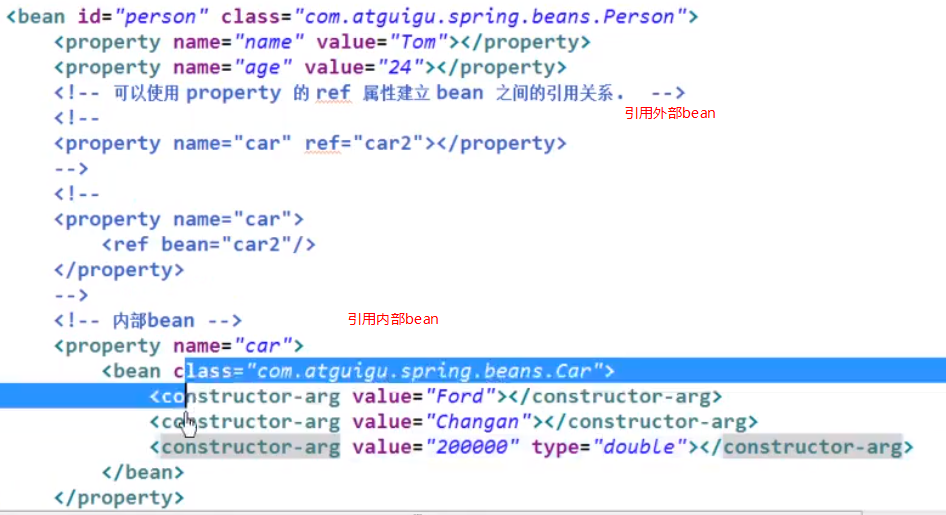 <bean id="person" class="com.atguigu.spring.beans.Person">
<property name="name" value="Tom"></property>
<property name="age" value="24"></property>
<!-- 可以使用 property 的 ref 属性建立 bean 之间的引用关系. -->
引用外部bean
<!--
<property name="car" ref="car2"></property>
-->
<!--
<property name="car">
<ref bean="car2"/>
</property>
-->
<!-- 内部bean -->
引用内部bean
<property name="car">
<bean class="com.atguigu.spring.beans.Car">
<constructor-arg value="Ford"></constructor-arg>
<constructor-arg value="Changan"></constructor-arg>
<constructor-arg value="200000" type="double"></constructor-arg>
</bean>
</property>